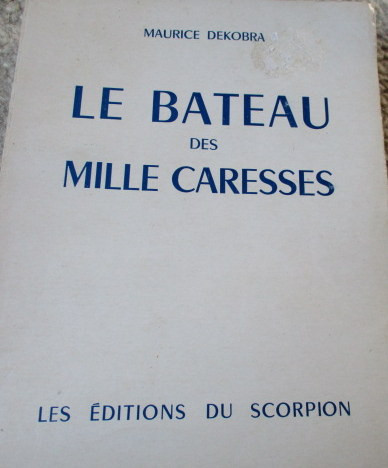 MAURICE DEKOBRA
LE BATEAU
DES
MILLE CARESSES
LES ÉDITIONS DU SCORPION